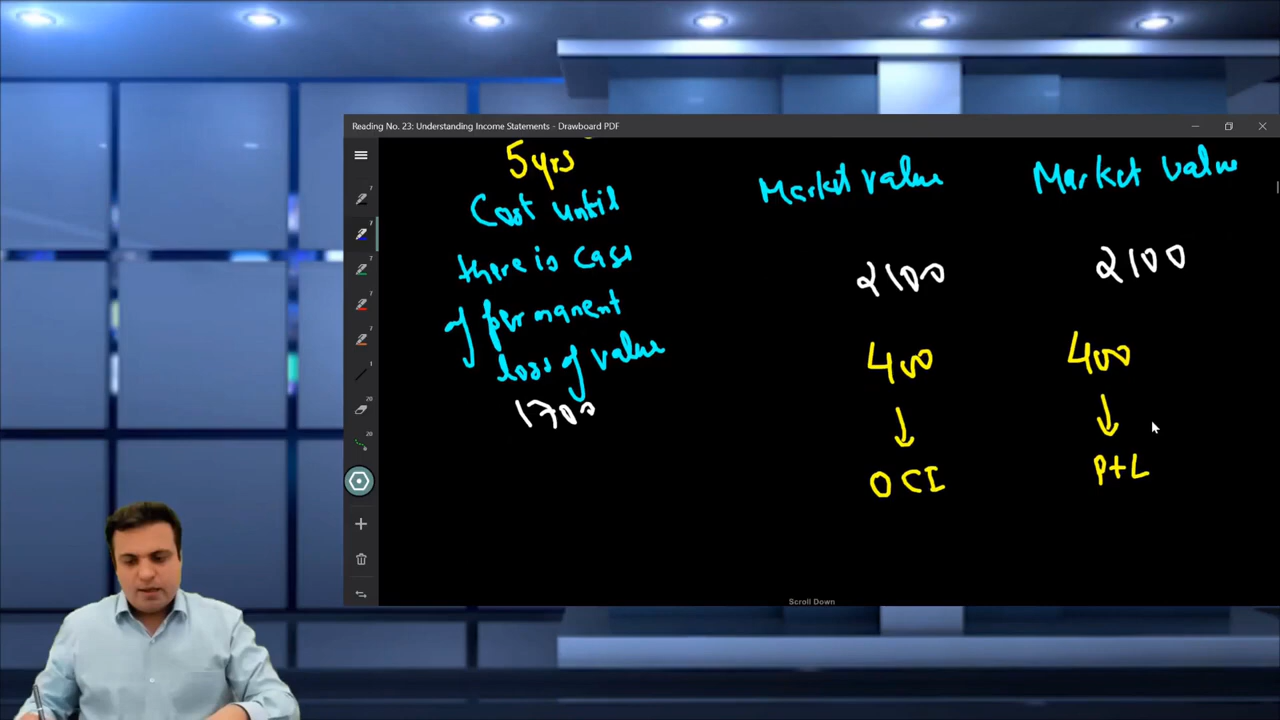 Reading No. 23: Understanding Income Statements - Drawboard PDF
5yrs
Cost until
there is case
of permanent
loss of value
1700
Market value
2100
400
↓
OCI
Market value
2100
400
↓
P+L
Scroll Down